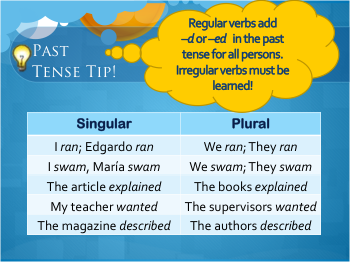 Regular verbs add
–d or –ed in the past
tense for all persons.
Irregular verbs must be
learned!
Past
Tense Tip!
Singular Plural
I ran; Edgardo ran We ran; They ran
I swam, María swam We swam; They swam
The article explained The books explained
My teacher wanted The supervisors wanted
The magazine described The authors described